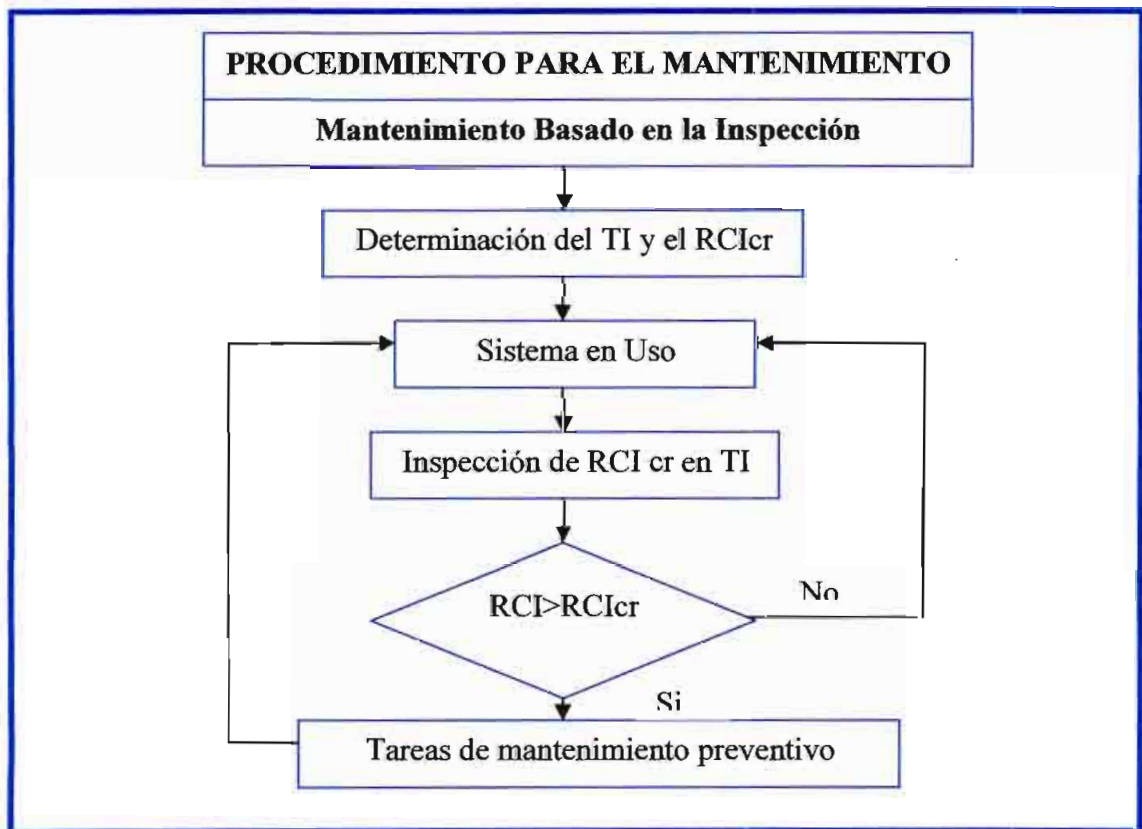 PROCEDIMIENTO PARA EL MANTENIMIENTO
Mantenimiento Basado en la Inspección
Determinación del TI y el RCIcr
Sistema en Uso
Inspección de RCI cr en TI
RCI>RCIcr
No
Si
Tareas de mantenimiento preventivo